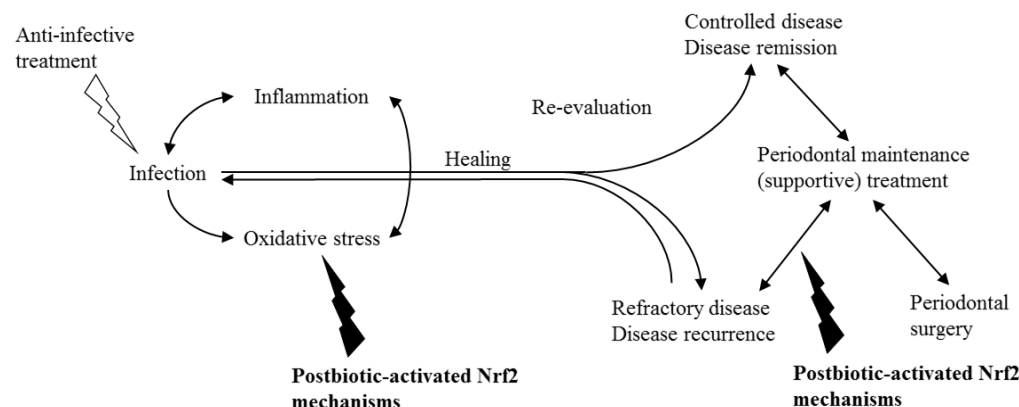 Anti-infective
treatment
Inflammation
Infection
Oxidative stress
Healing
Re-evaluation
Controlled disease
Disease remission
Periodontal maintenance
(supportive) treatment
Refractory disease
Disease recurrence
Periodontal
surgery
Postbiotic-activated Nrf2
mechanisms
Postbiotic-activated Nrf2
mechanisms